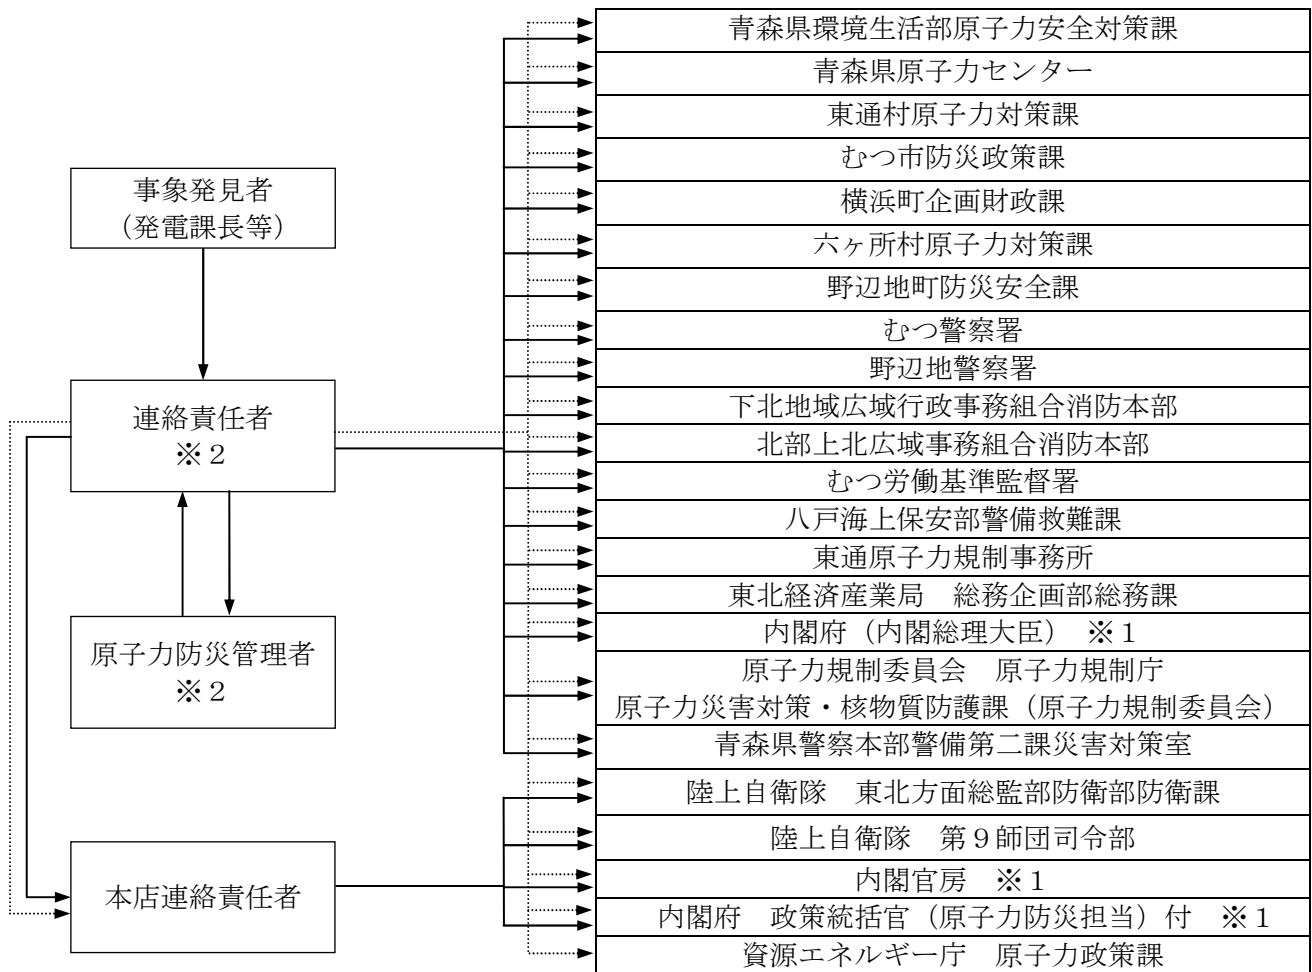 事象発見者
（発電課長等）
連絡責任者
※２
原子力防災管理者
※２
本店連絡責任者
青森県環境生活部原子力安全対策課
青森県原子力センター
東通村原子力対策課
むつ市防災政策課
横浜町企画財政課
六ヶ所村原子力対策課
野辺地町防災安全課
むつ警察署
野辺地警察署
下北地域広域行政事務組合消防本部
北部上北広域事務組合消防本部
むつ労働基準監督署
八戸海上保安部警備救難課
東通原子力規制事務所
東北経済産業局　総務企画部総務課
内閣府（内閣総理大臣）　※１
原子力規制委員会　原子力規制庁
原子力災害対策・核物質防護課（原子力規制委員会）
青森県警察本部警備第二課災害対策室
陸上自衛隊　東北方面総監部防衛部防衛課
陸上自衛隊　第９師団司令部
内閣官房　※１
内閣府　政策統括官（原子力防災担当）付　※１
資源エネルギー庁　原子力政策課